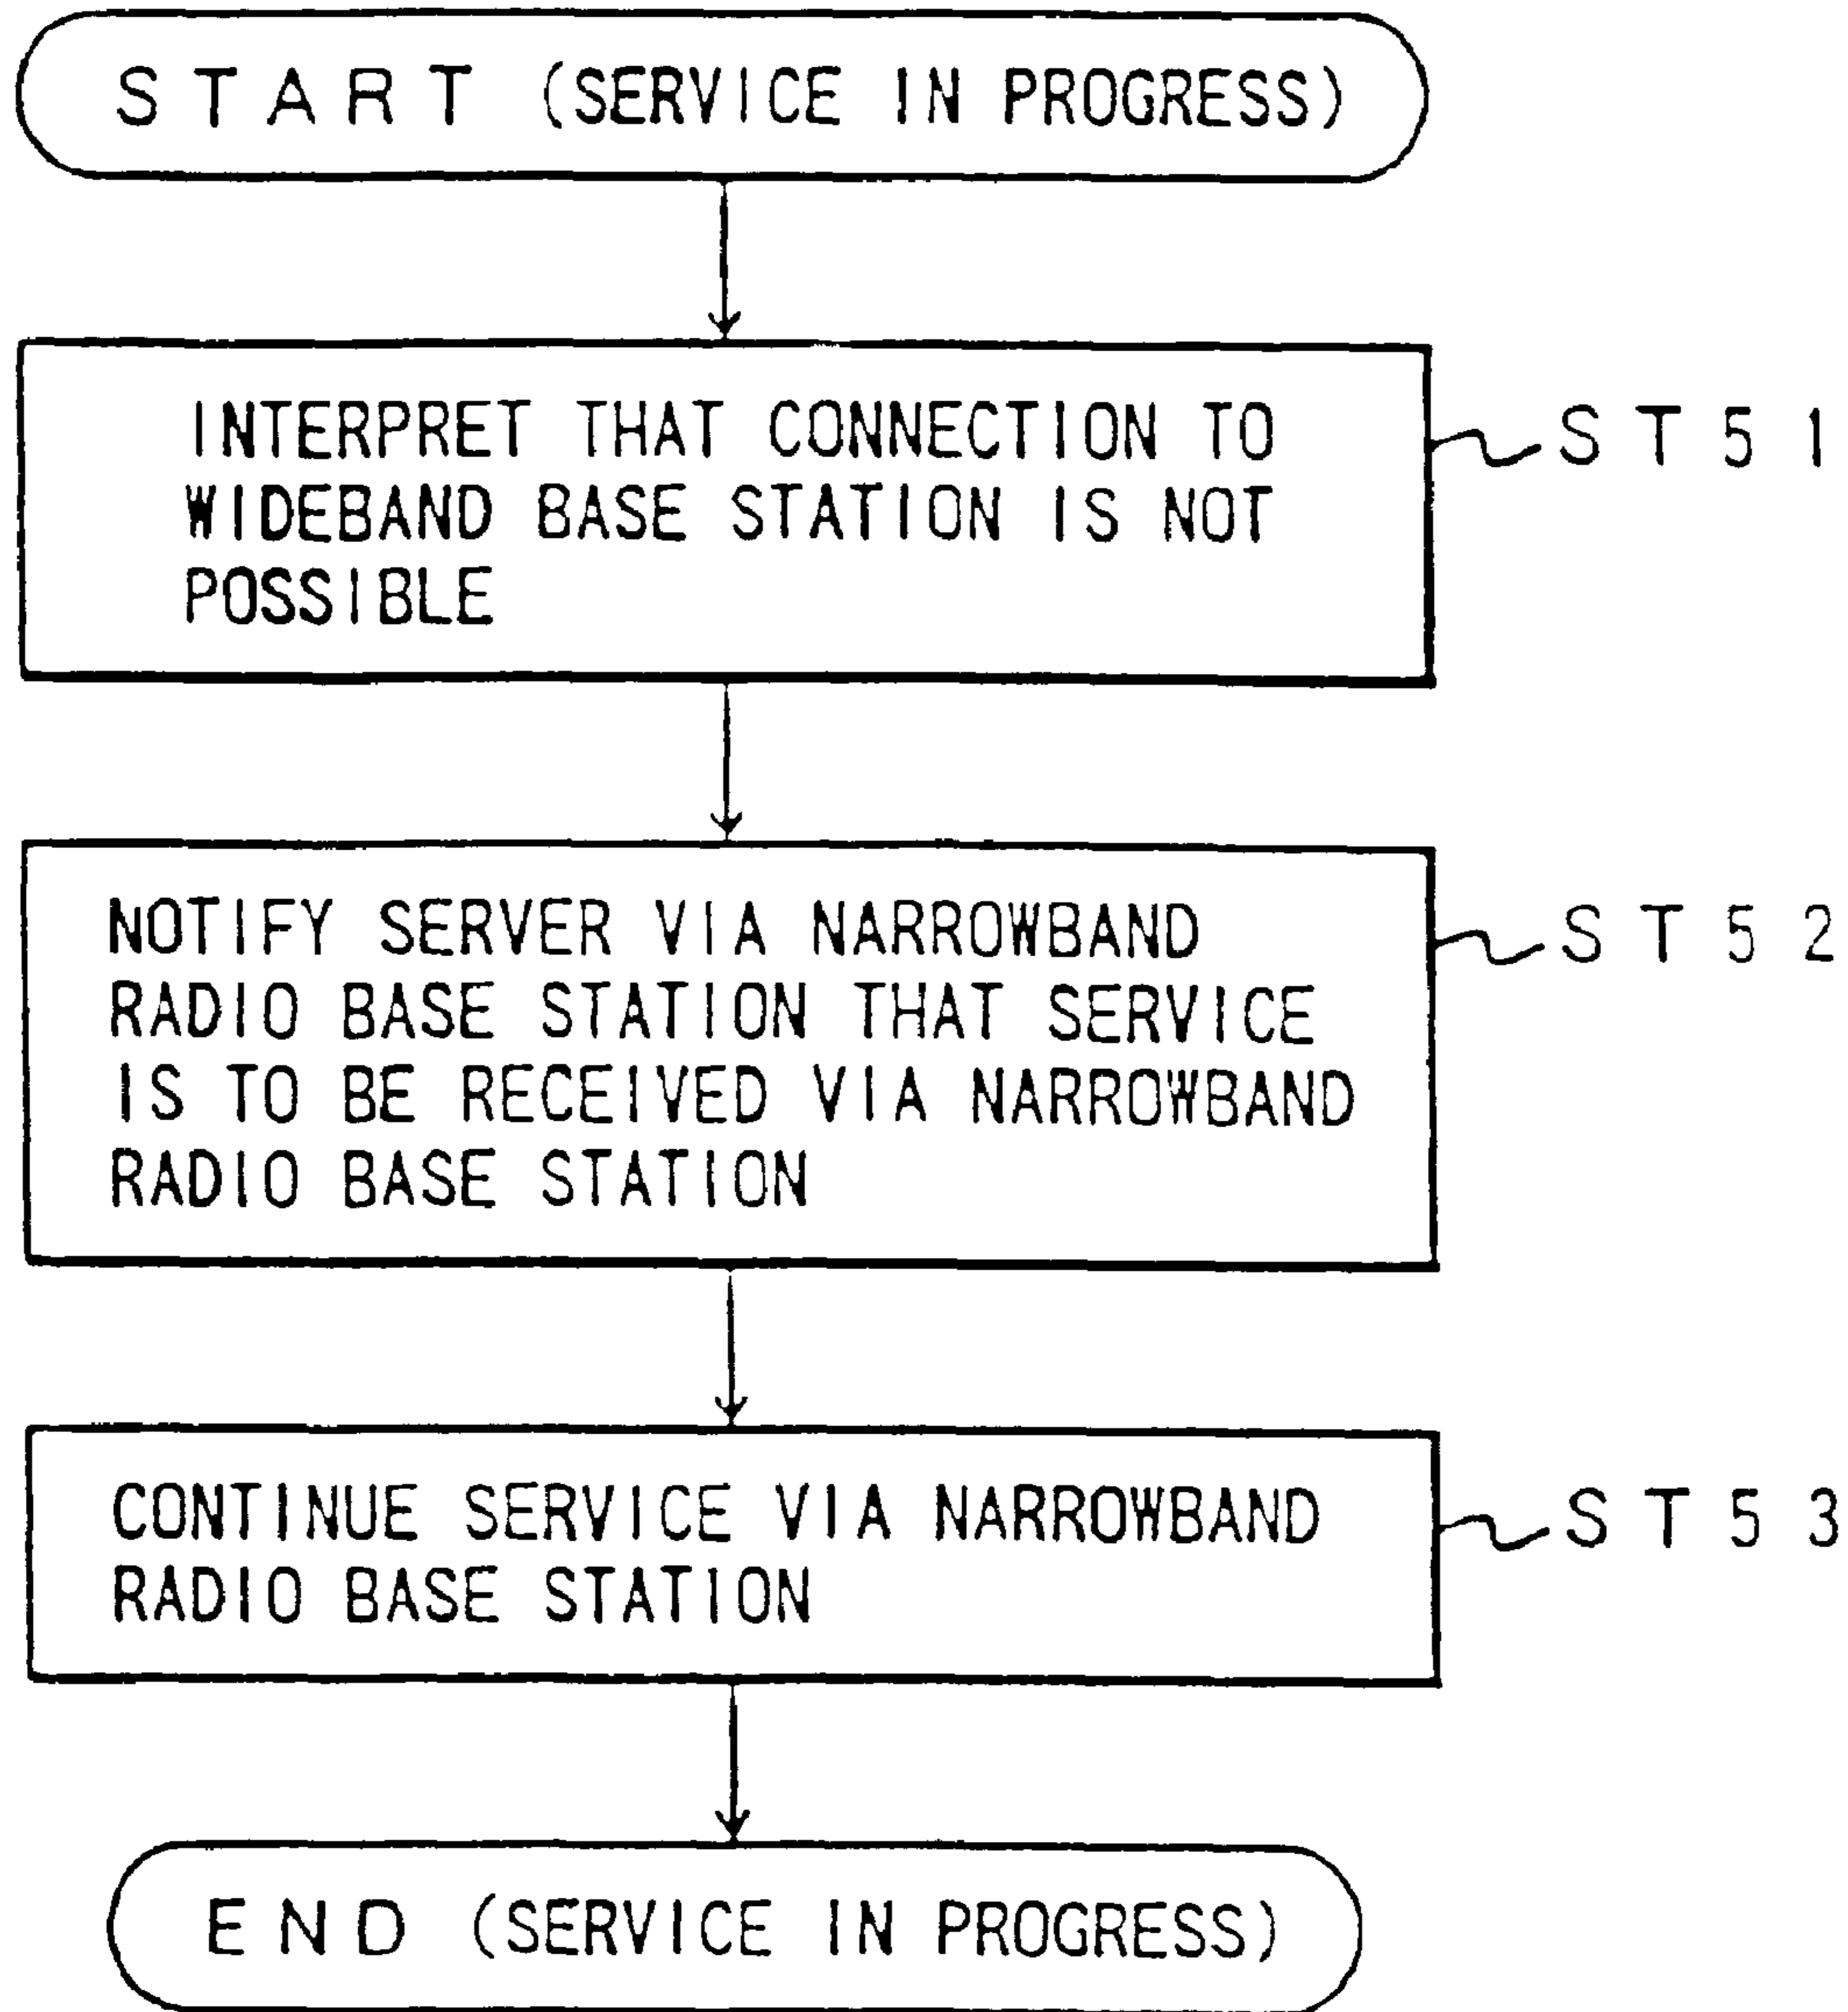 START (SERVICE IN PROGRESS)
INTERPRET THAT CONNECTION TO
WIDEBAND BASE STATION IS NOT
POSSIBLE
ST51
NOTIFY SERVER VIA NARROWBAND
RADIO BASE STATION THAT SERVICE
IS TO BE RECEIVED VIA NARROWBAND
RADIO BASE STATION
ST52
CONTINUE SERVICE VIA NARROWBAND
RADIO BASE STATION
ST53
END (SERVICE IN PROGRESS)